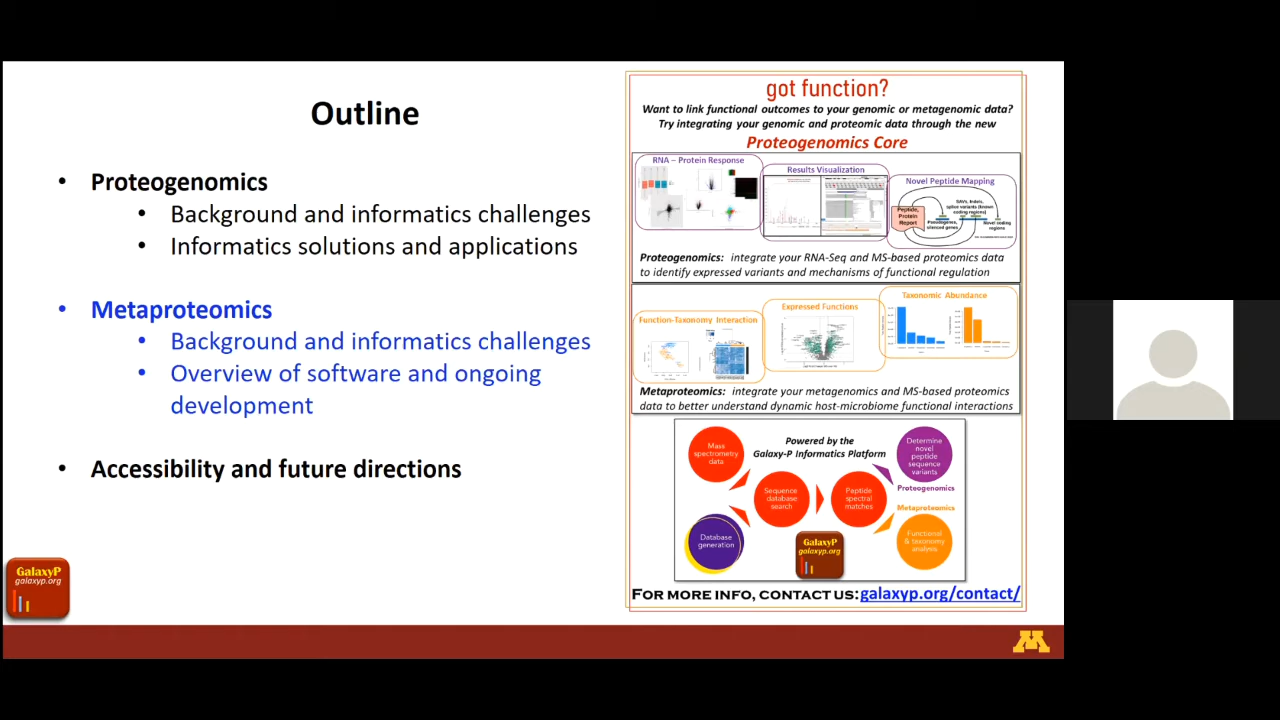 Outline
• Proteogenomics
• Background and informatics challenges
• Informatics solutions and applications
• Metaproteomics
• Background and informatics challenges
• Overview of software and ongoing
development
• Accessibility and future directions
GalaxyP
galaxyp.org
got function?
Want to link functional outcomes to your genomic or metagenomic data?
Try integrating your genomic and proteomic data through the new
Proteogenomics Core
RNA – Protein Response
Results Visualization
Novel Peptide Mapping
Peptide,
Protein
Report
SAVs, Indels,
splice variants (known
coding regions)
Pseudogene,
silenced genes
Novel coding
regions
Proteogenomics: integrate your RNA-Seq and MS-based proteomics data
to identify expressed variants and mechanisms of functional regulation
Function-Taxonomy Interaction
Expressed Functions
Taxonomic Abundance
Metaproteomics: integrate your metagenomics and MS-based proteomics
data to better understand dynamic host-microbiome functional interactions
Powered by the
Galaxy-P Informatics Platform
Mass
spectrometry
data
Database
generation
Sequence
database
search
Peptide
spectral
matches
Determine
novel
peptide
sequence
variants
Proteogenomics
Metaproteomics
Functional
& taxonomy
analysis
GalaxyP
galaxyp.org
FOR MORE INFO, CONTACT US: galaxyp.org/contact/
M